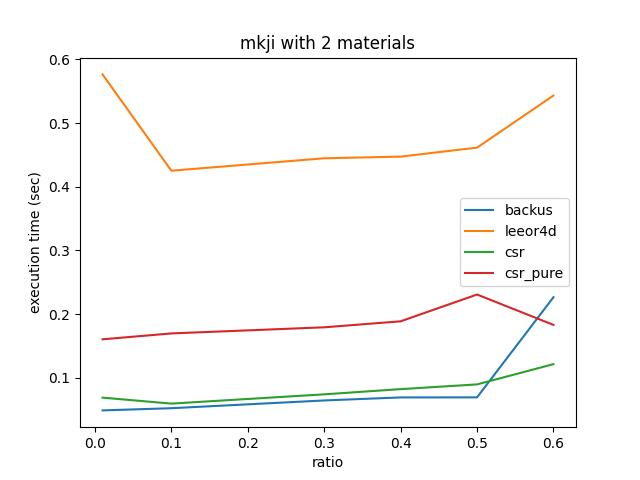 mkji with 2 materials
0.6
0.5
0.4
0.3
0.2
0.1
execution time (sec)
backus
leeor4d
csr
csr_pure
0.0 0.1 0.2 0.3 0.4 0.5 0.6
ratio